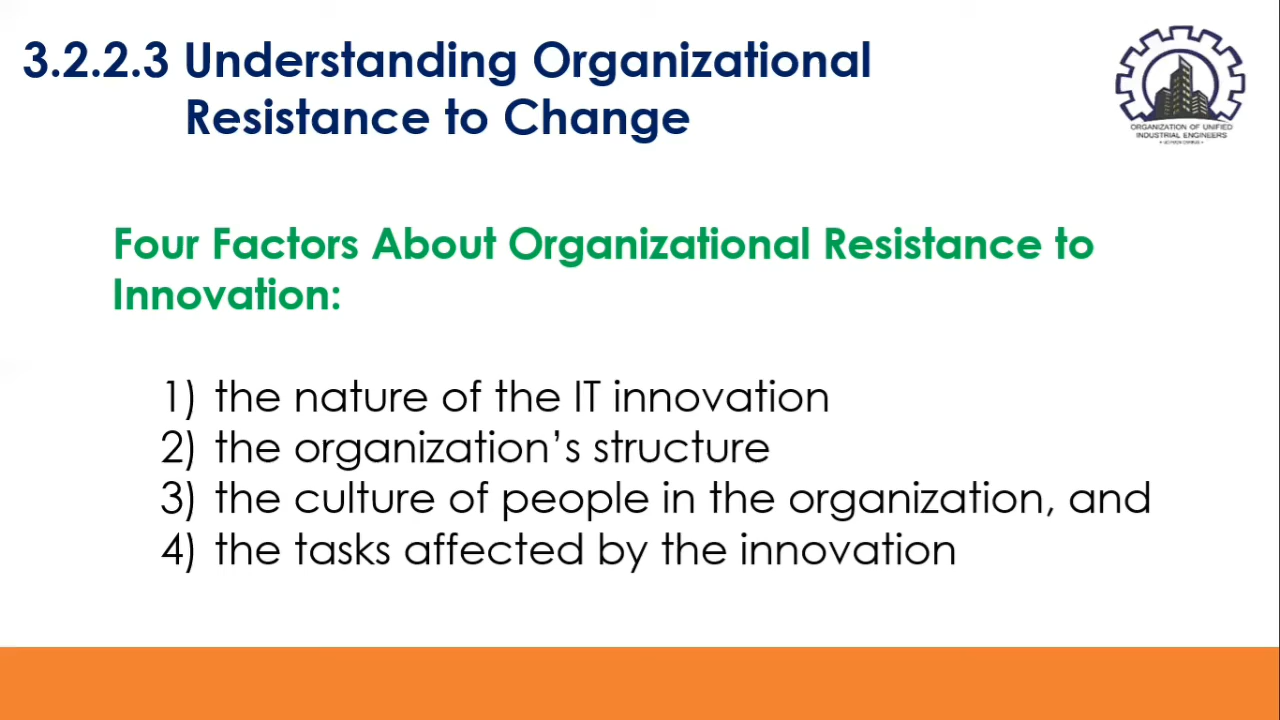 3.2.2.3 Understanding Organizational
Resistance to Change
ORGANIZATION OF UNIFIED
INDUSTRIAL ENGINEERS
Four Factors About Organizational Resistance to
Innovation:
1) the nature of the IT innovation
2) the organization’s structure
3) the culture of people in the organization, and
4) the tasks affected by the innovation